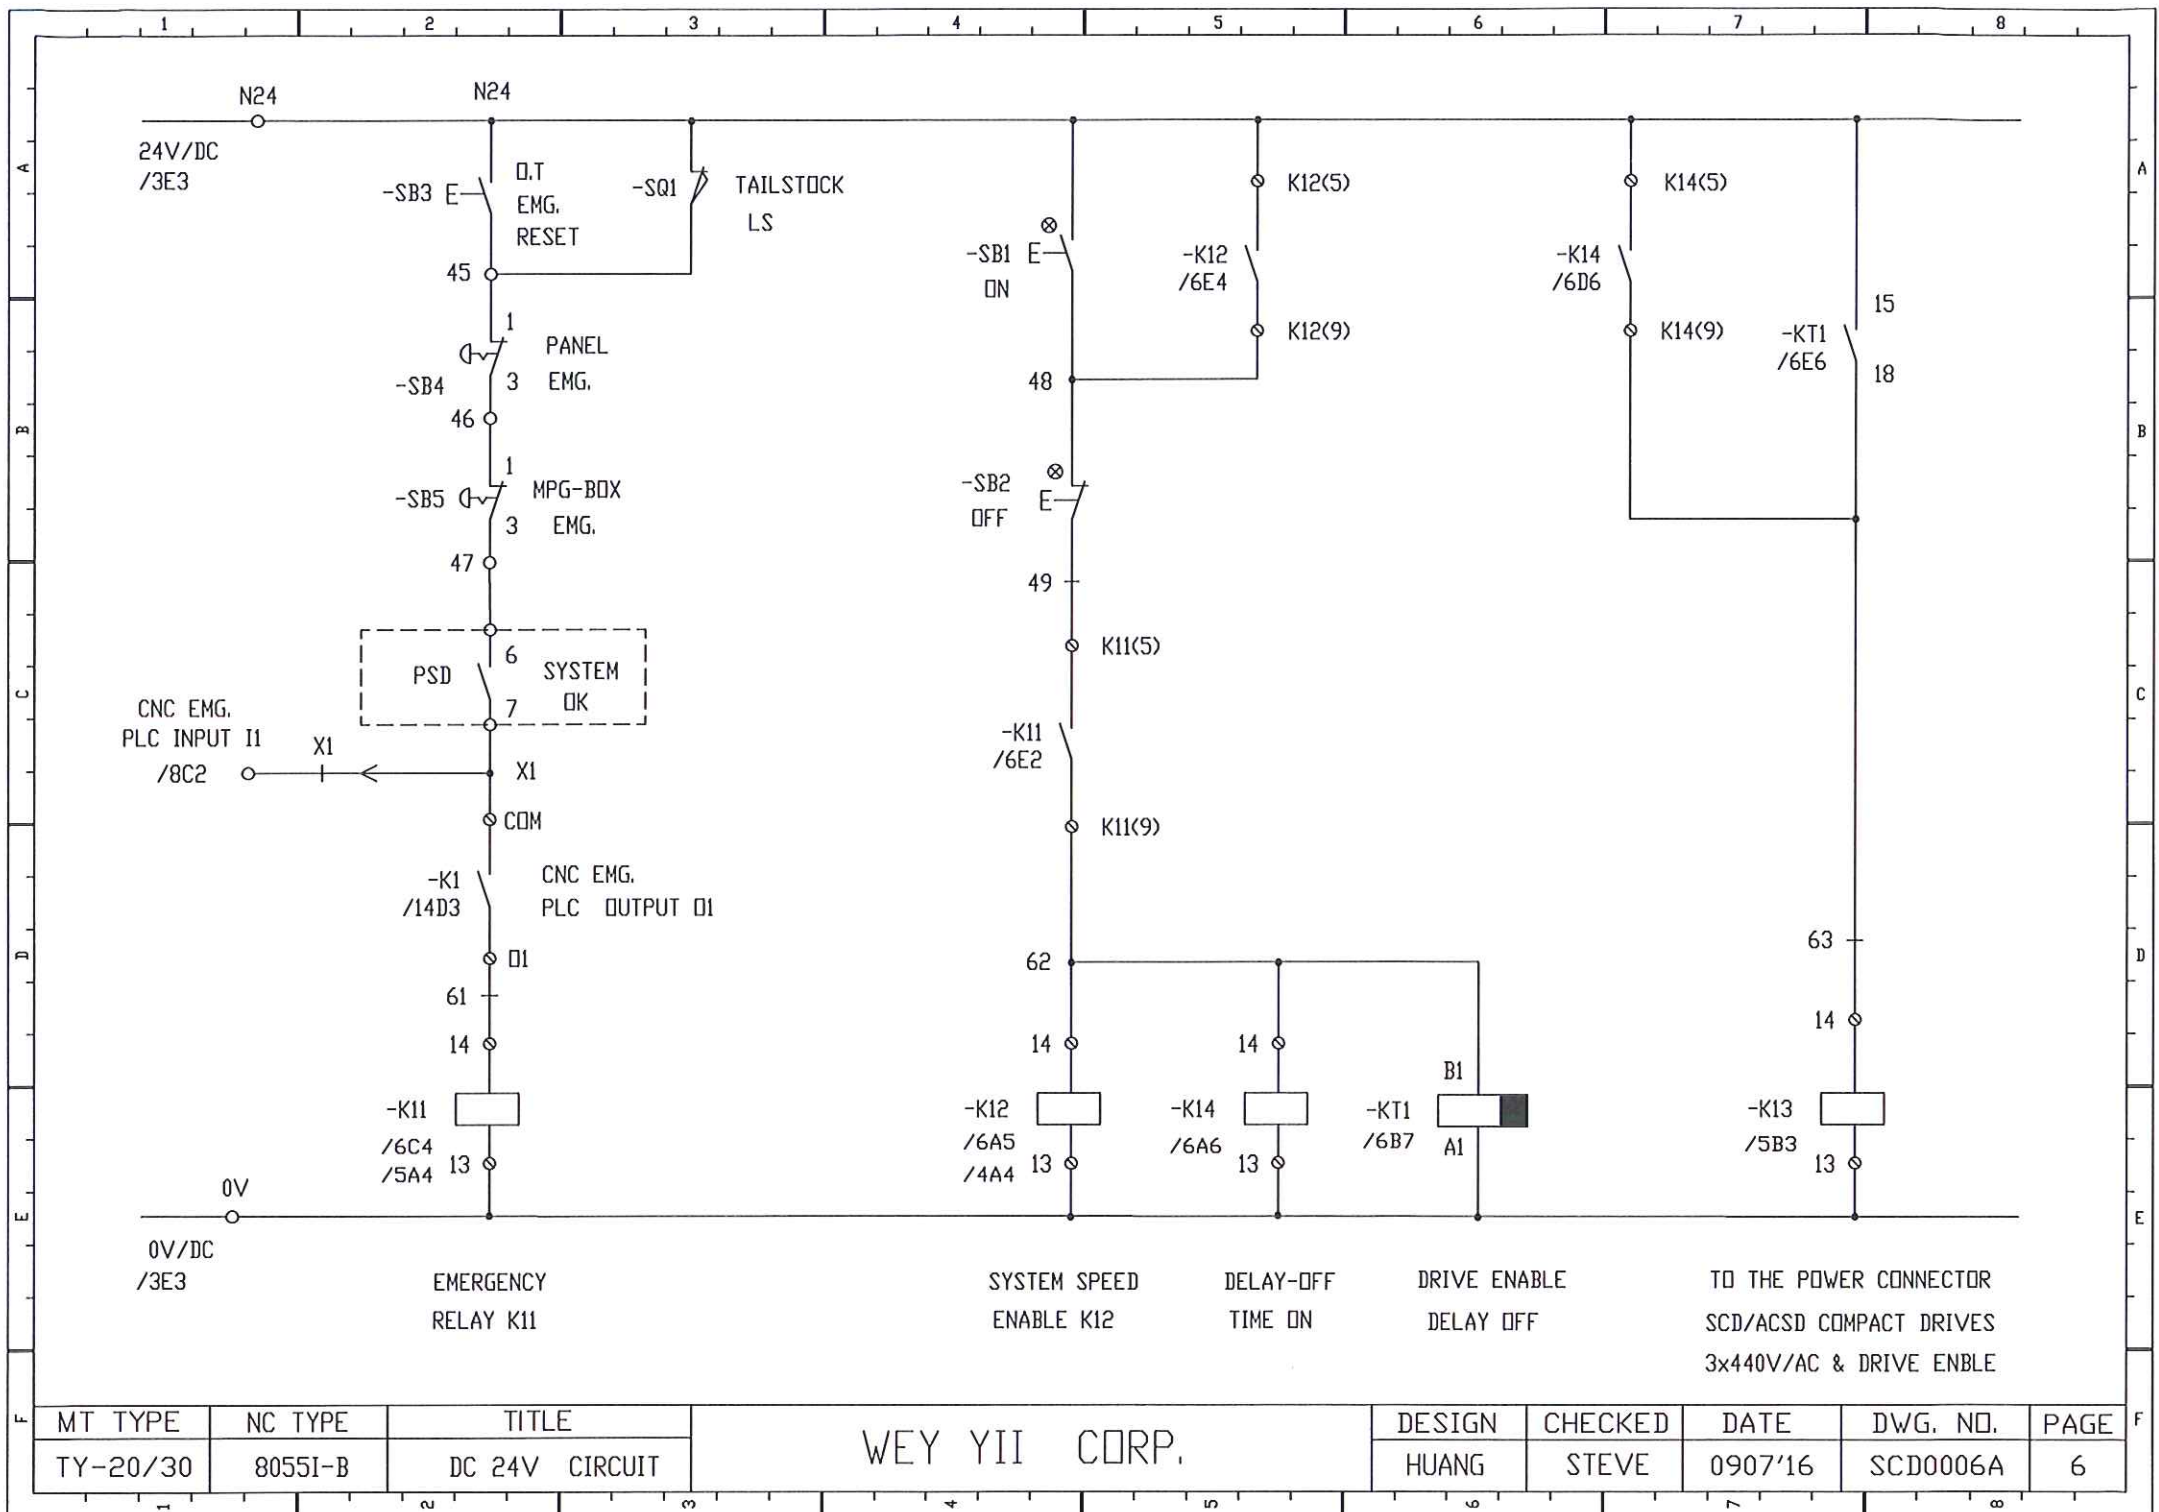 1 2 3 4 5 6 7 8
N24 N24
24V/DC
/3E3
A
A
-SB3 E
O.T
EMG.
RESET
-SQ1
TAILSTOCK
LS
K12(5)
K14(5)
45
-SB1 E
ON
-K12
/6E4
-K14
/6D6
K12(9)
K14(9)
15
-KT1
/6E6
18
1
PANEL
EMG.
-SB4
3
46
48
B
B
1
-SB5
MPG-BOX
EMG.
3
47
-SB2
OFF
E
49
K11(5)
6
PSD
SYSTEM
OK
7
C
C
CNC EMG.
PLC INPUT I1
/8C2
X1
X1
-K11
/6E2
COM
K11(9)
-K1
/14D3
CNC EMG.
PLC OUTPUT O1
O1
61
62
63
D
D
14 14 14 14
B1
-K11
/6C4
/5A4
13
-K12
/6A5
/4A4
13
-K14
/6A6
13
-KT1
/6B7
A1
-K13
/5B3
13
0V
E
E
0V/DC
/3E3
EMERGENCY
RELAY K11
SYSTEM SPEED
ENABLE K12
DELAY-OFF
TIME ON
DRIVE ENABLE
DELAY OFF
TO THE POWER CONNECTOR
SCD/ACSD COMPACT DRIVES
3x440V/AC & DRIVE ENBLE
F
F
MT TYPE NC TYPE TITLE
TY-20/30 8055I-B DC 24V CIRCUIT
WEY YII CORP.
DESIGN CHECKED DATE DWG. NO. PAGE
HUANG STEVE 0907'16 SCD0006A 6
1 2 3 4 5 6 7 8